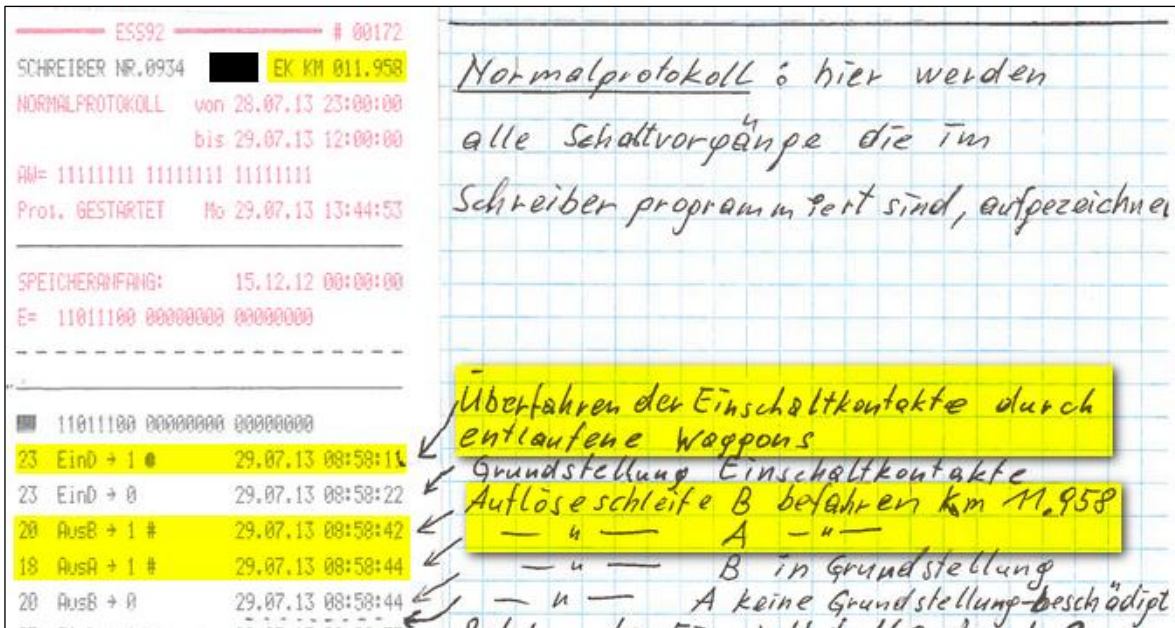 ESS92 # 00172
SCHREIBER NR.0934 EK KM 011.958
NORMALPROTOKOLL von 28.07.13 23:00:00
bis 29.07.13 12:00:00
AW= 11111111 11111111 11111111
Prot. GESTARTET Mo 29.07.13 13:44:53
SPEICHERANFANG: 15.12.12 00:00:00
E= 11011100 00000000 00000000
11011100 00000000 00000000
23 EinD → 1 29.07.13 08:58:11
23 EinD → 0 29.07.13 08:58:22
20 AusB → 1 # 29.07.13 08:58:42
18 AusA → 1 # 29.07.13 08:58:44
20 AusB → 0 29.07.13 08:58:44
Normalprotokoll : hier werden
alle Schaltvorgänge die im
Schreiber programmiert sind, aufgezeichnet
Überfahren der Einschaltkontakte durch
entlaufene Waggons
Grundstellung Einschaltkontakte
Auflöseschleife B befahren km 11,958
— " — A — " —
— " — B in Grundstellung
— " — A keine Grundstellung-beschädigt